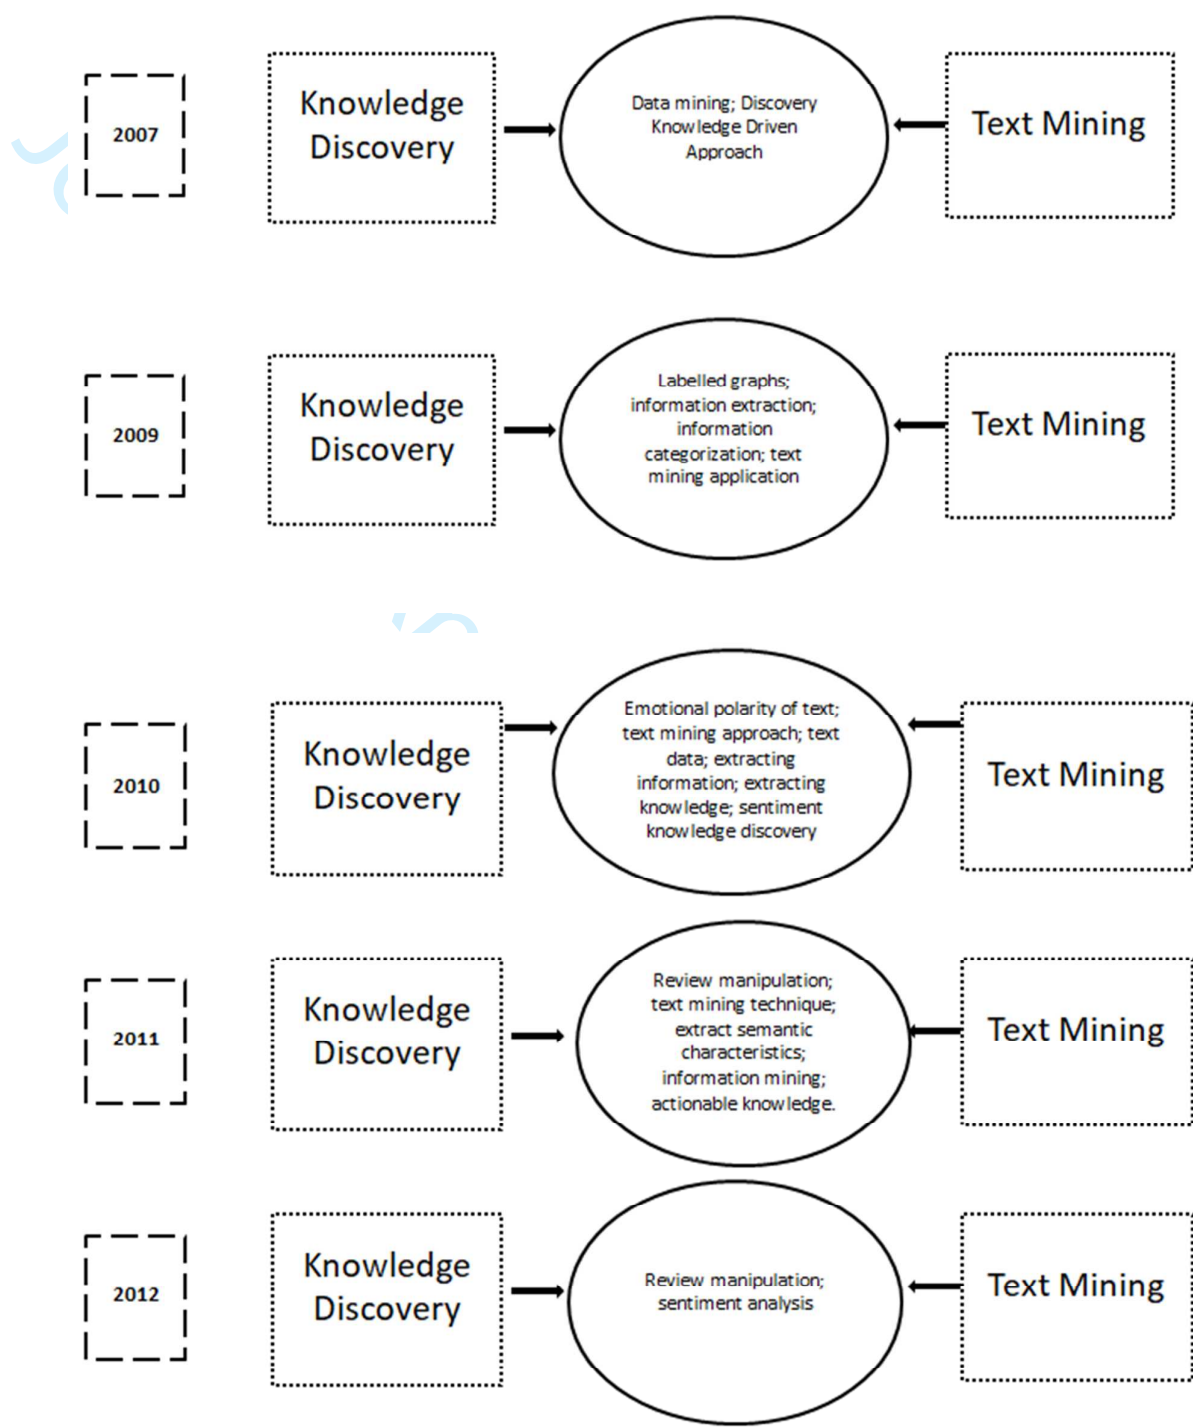 2007
Knowledge
Discovery
Data mining; Discovery
Knowledge Driven
Approach
Text Mining
2009
Knowledge
Discovery
Labelled graphs;
information extraction;
information
categorization; text
mining application
Text Mining
2010
Knowledge
Discovery
Emotional polarity of text;
text mining approach; text
data; extracting
information; extracting
knowledge; sentiment
knowledge discovery
Text Mining
2011
Knowledge
Discovery
Review manipulation;
text mining technique;
extract semantic
characteristics;
information mining;
actionable knowledge.
Text Mining
2012
Knowledge
Discovery
Review manipulation;
sentiment analysis
Text Mining